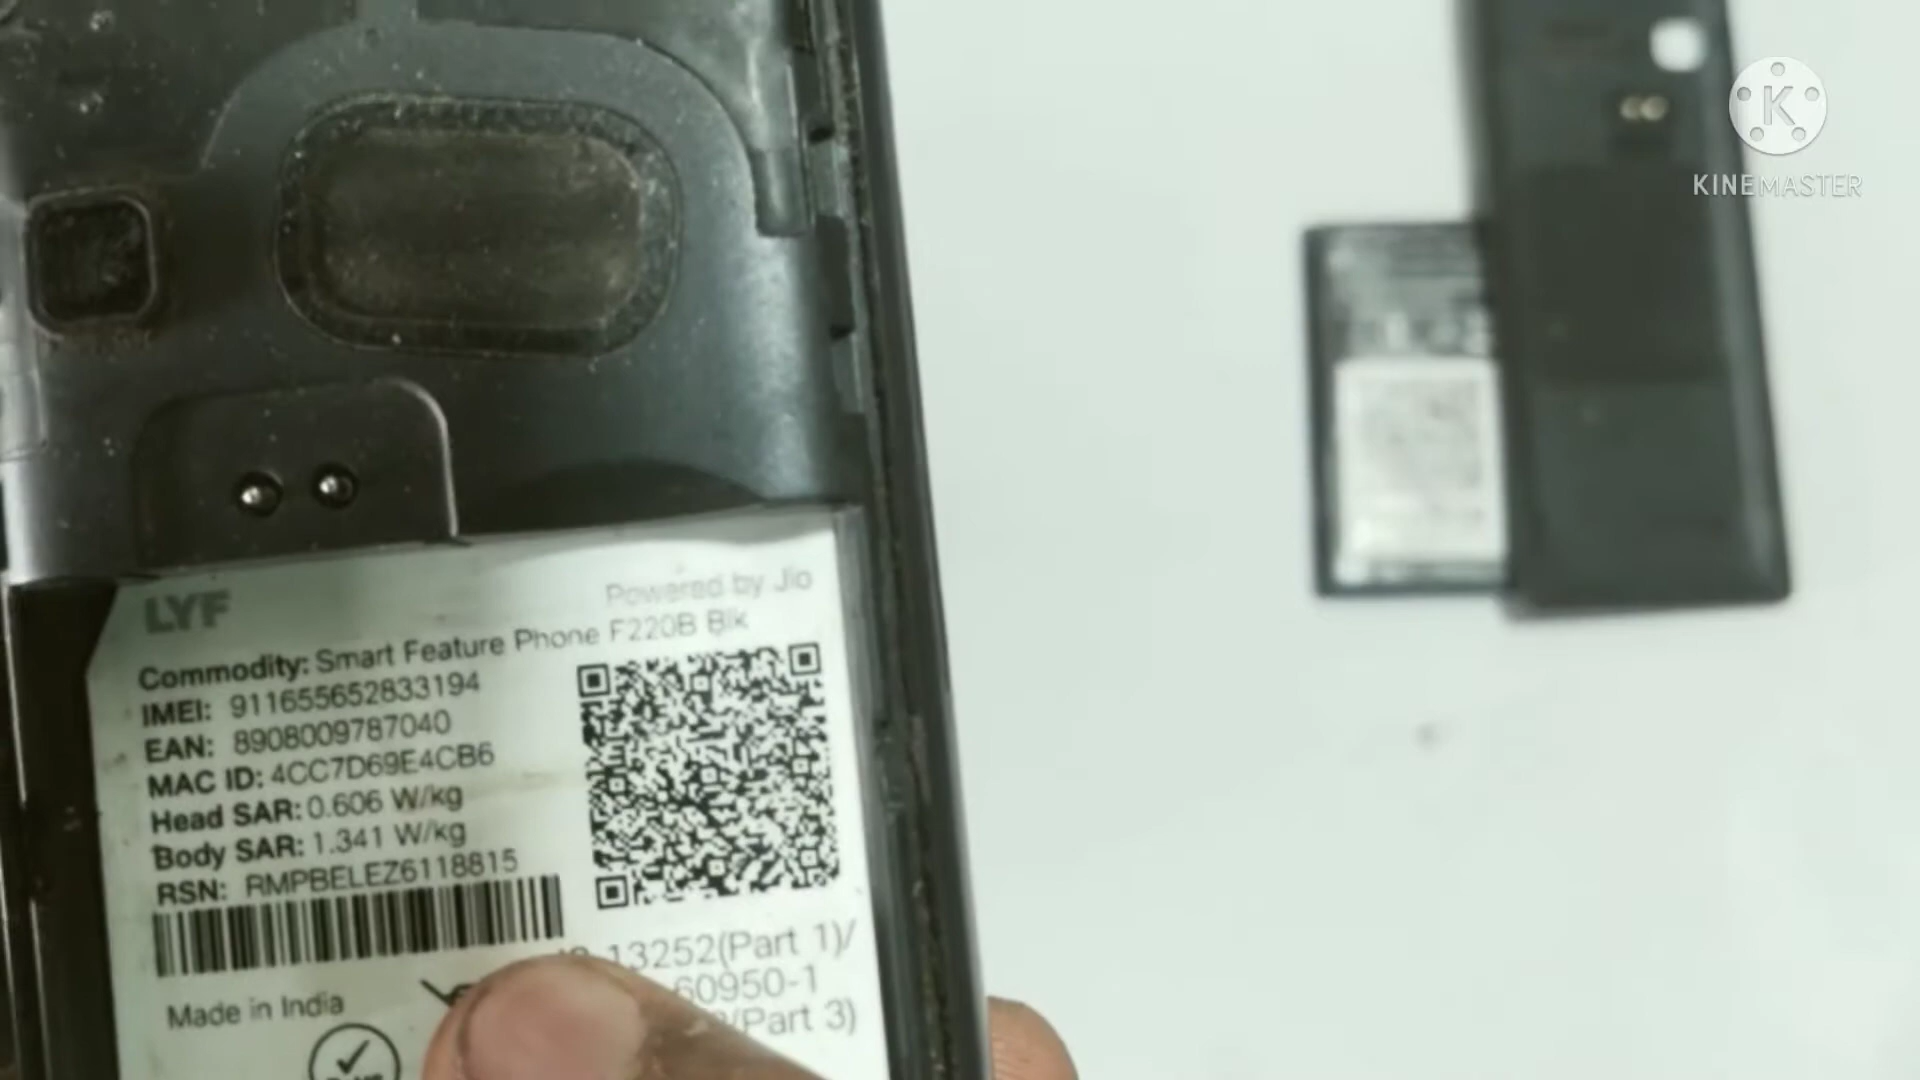 KINEMASTER
LYF
Powered by Jio
Commodity: Smart Feature Phone F220B Blk
IMEI: 911655652833194
EAN: 8908009787040
MAC ID: 4CC7D69E4CB6
Head SAR: 0.606 W/kg
Body SAR: 1.341 W/kg
RSN: RMPBELEZ6118815
13252(Part 1)/
60950-1
(Part 3)
Made in India